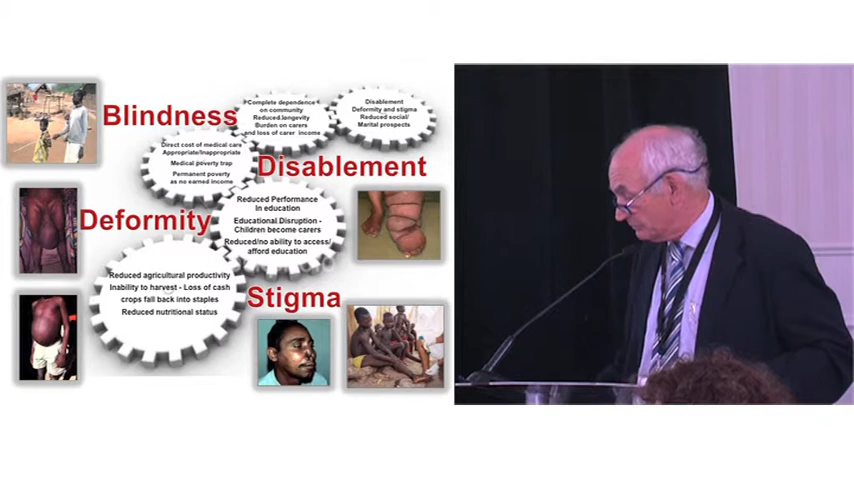 Blindness
Complete dependence
on community
Reduced longevity
Burden on carers
and loss of carer income
Disablement
Deformity and stigma
Reduced social/
Marital prospects
Direct cost of medical care
Appropriate/Inappropriate
Medical poverty trap
Permanent poverty
as no earned income
Disablement
Deformity
Reduced Performance
In education
Educational Disruption -
Children become carers
Reduced/no ability to access/
afford education
Reduced agricultural productivity
Inability to harvest - Loss of cash
crops fall back into staples
Reduced nutritional status
Stigma